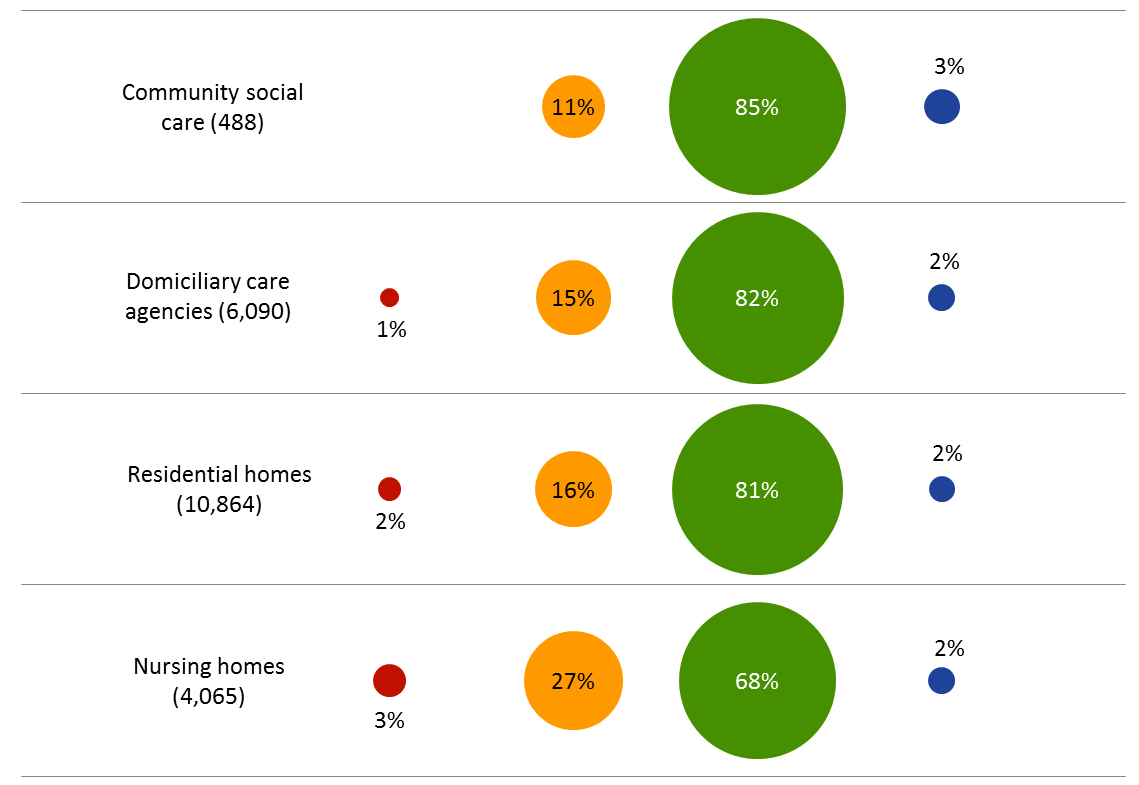 Community social
care (488)
11%
85%
3%
Domiciliary care
agencies (6,090)
1%
15%
82%
2%
Residential homes
(10,864)
2%
16%
81%
2%
Nursing homes
(4,065)
3%
27%
68%
2%